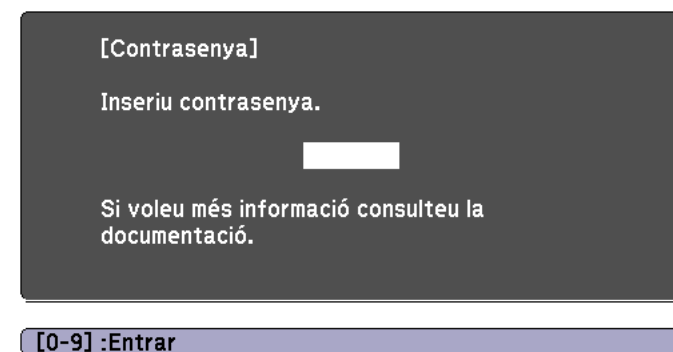 [Contrasenya]
Inseriu contrasenya.
Si voleu més informació consulteu la
documentació.
[0-9] :Entrar